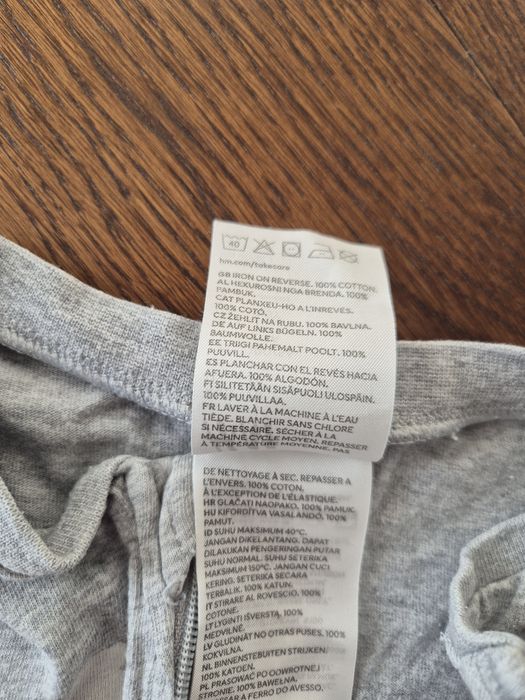 40
hm.com/takecare
GB IRON ON REVERSE. 100% COTTON.
AL HEKUROSNI NGA BRENDA. 100%
PAMBUK.
CAT PLANXEU-HO A L'INREVÉS.
100% COTÓ.
CZ ŽEHLIT NA RUBU. 100% BAVLNA.
DE AUF LINKS BÜGELN. 100%
BAUMWOLLE.
EE TRIIGI PAHEMALT POOLT. 100%
PUUVILL.
ES PLANCHAR CON EL REVÉS HACIA
AFUERA. 100% ALGODÓN.
FI SILITETÄÄN SISÄPUOLI ULOSPÄIN.
100% PUUVILLAA.
FR LAVER À LA MACHINE À L'EAU
TIÈDE. BLANCHIR SANS CHLORE
SI NÉCESSAIRE. SÉCHER À LA
MACHINE CYCLE MOYEN. REPASSER
À TEMPÉRATURE MOYENNE. PAS
DE NETTOYAGE À SEC. REPASSER À
L'ENVERS. 100% COTON.
À L'EXCEPTION DE L'ÉLASTIQUE.
HR GLAČATI NAOPAKO. 100% PAMUK.
HU KIFORDÍTVA VASALANDÓ. 100%
PAMUT.
ID SUHU MAKSIMUM 40°C.
JANGAN DIKELANTANG. DAPAT
DILAKUKAN PENGERINGAN PUTAR
SUHU NORMAL. SUHU BESI
MAKSIMUM 150°C. JANGAN CUCI
KERING. SETERIKA SECARA
TERBALIK. 100% KATUN.
IT STIRARE AL ROVESCIO. 100%
COTONE.
LT LYGINTI IŠVERSTĄ. 100%
MEDVILNĖ.
LV GLUDINĀT NO OTRAS PUSES. 100%
KOKVILNA.
NL BINNENSTEBUITEN STRIJKEN.
100% KATOEN.
PL PRASOWAĆ PO ODWROTNEJ
STRONIE. 100% BAWEŁNA.
A FERRO DO AVESSO.